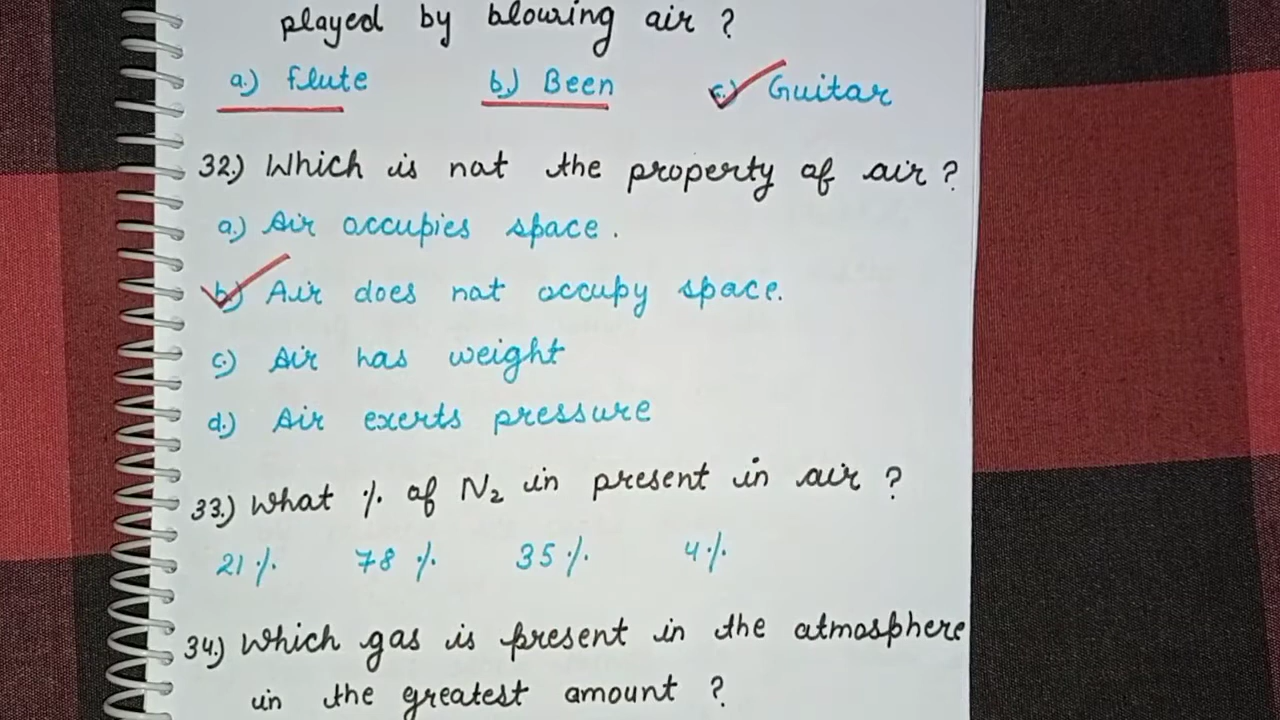 played by blowing air ?
a.) flute b.) Been c.) Guitar
32.) Which is not the property of air ?
a.) Air occupies space .
b.) Air does not occupy space.
c.) Air has weight
d.) Air exerts pressure
33.) What % of N₂ in present in air ?
21 % 78 % 35 % 4 %
34.) Which gas is present in the atmosphere
in the greatest amount ?